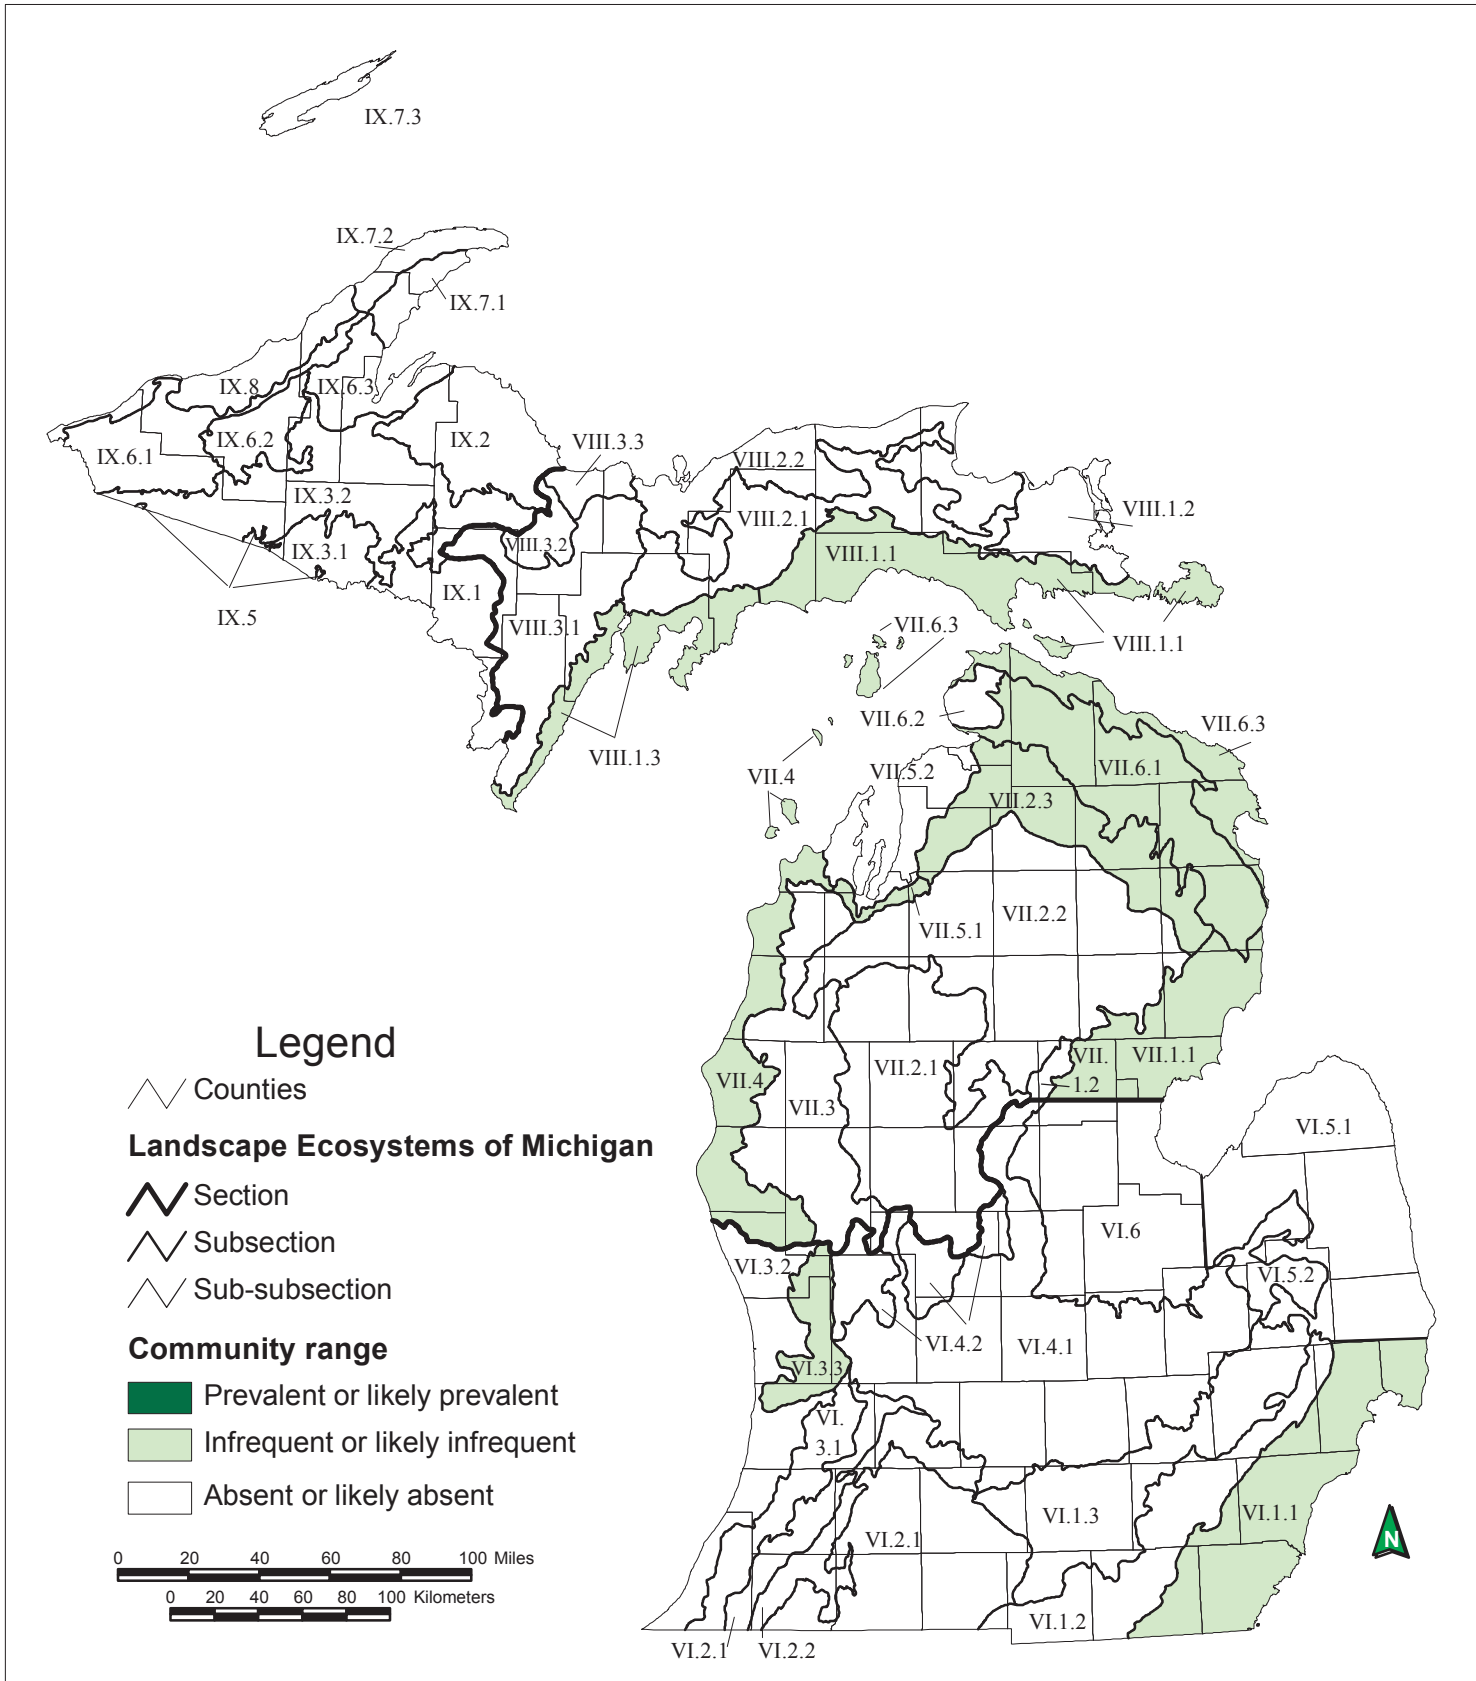 IX.7.3
IX.7.2
IX.7.1
IX.8
IX.6.3
IX.6.2
IX.2
IX.6.1
VIII.3.3
VIII.2.2
IX.3.2
VIII.2.1
VIII.1.2
IX.3.1
VIII.3.2
VIII.1.1
IX.1
IX.5
VIII.3.1
VII.6.3
VIII.1.1
VII.6.2
VII.6.3
VIII.1.3
VII.5.2
VII.6.1
VII.4
VII.2.3
VII.2.2
VII.5.1
Legend
Counties
Landscape Ecosystems of Michigan
Section
Subsection
Sub-subsection
Community range
Prevalent or likely prevalent
Infrequent or likely infrequent
Absent or likely absent
0 20 40 60 80 100 Miles
0 20 40 60 80 100 Kilometers
VII.4
VII.3
VII.2.1
VII.
1.2
VII.1.1
VI.5.1
VI.6
VI.3.2
VI.5.2
VI.4.2
VI.4.1
VI.3.3
VI.
3.1
VI.1.3
VI.1.1
VI.2.1
VI.1.2
VI.2.1
VI.2.2
N